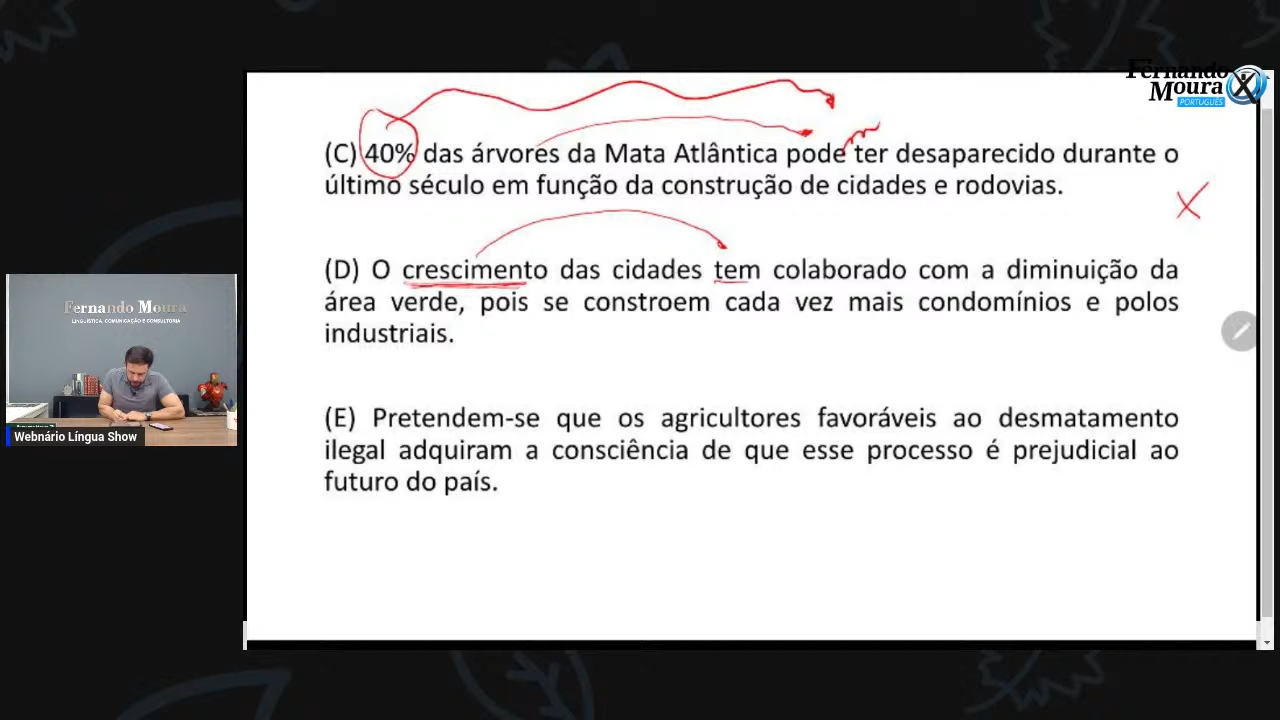 Fernando
Moura
PORTUGUÊS
(C) 40% das árvores da Mata Atlântica pode ter desaparecido durante o
último século em função da construção de cidades e rodovias.
(D) O crescimento das cidades tem colaborado com a diminuição da
área verde, pois se constroem cada vez mais condomínios e polos
industriais.
(E) Pretendem-se que os agricultores favoráveis ao desmatamento
ilegal adquiram a consciência de que esse processo é prejudicial ao
futuro do país.
Fernando Moura
LINGUÍSTICA, COMUNICAÇÃO E CONSULTORIA
Webnário Língua Show
m
X